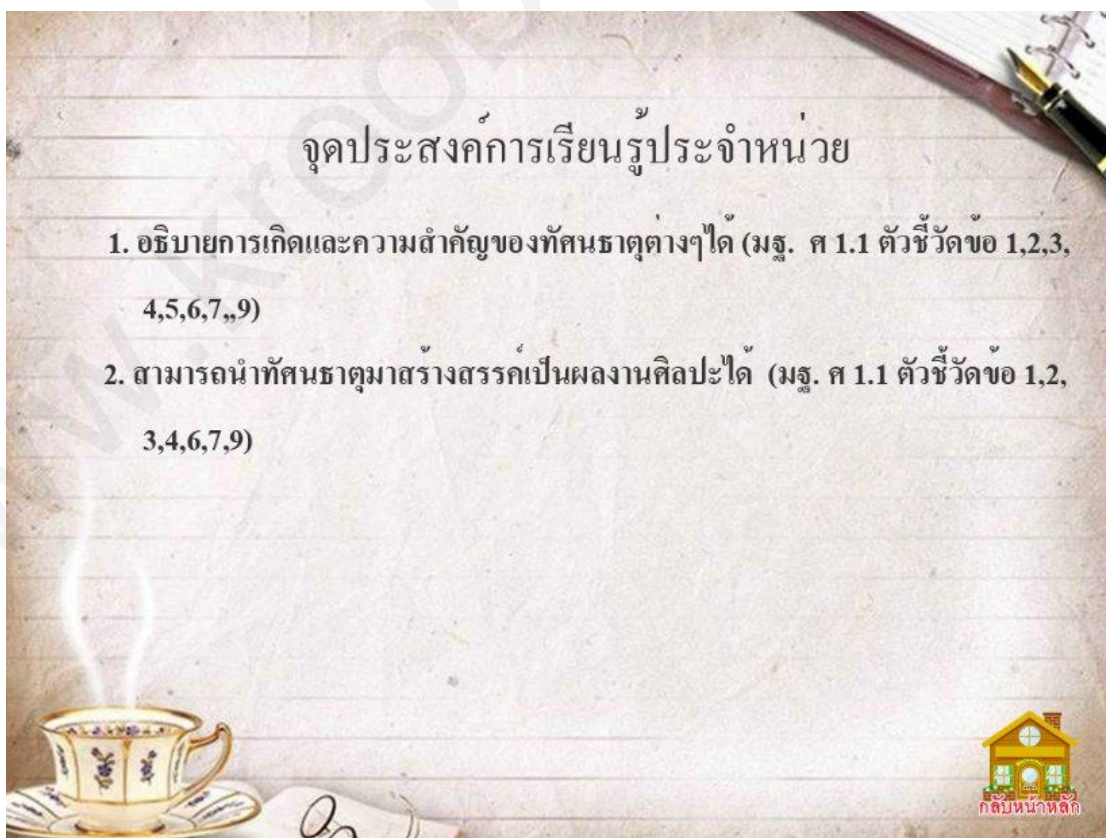 จุดประสงค์การเรียนรู้ประจำหน่วย
1. อธิบายการเกิดและความสำคัญของทัศนธาตุต่างๆได้ (มฐ. ศ 1.1 ตัวชี้วัดข้อ 1,2,3,
4,5,6,7,,9)
2. สามารถนำทัศนธาตุมาสร้างสรรค์เป็นผลงานศิลปะได้ (มฐ. ศ 1.1 ตัวชี้วัดข้อ 1,2,
3,4,6,7,9)
กลับหน้าหลัก